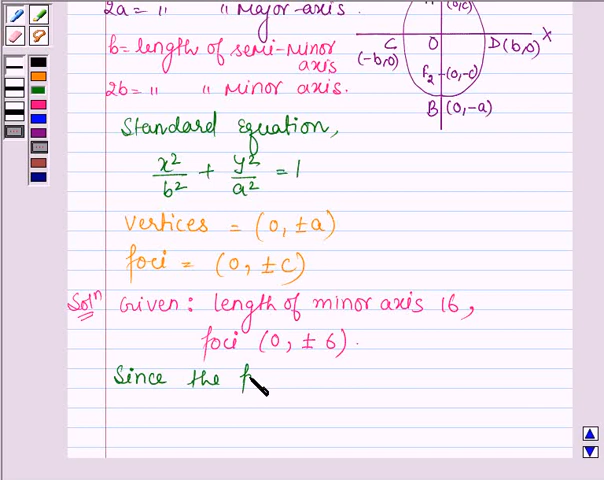 2a = " " Major-axis.
b = length of semi-minor axis
2b = " " minor axis.
(0,c)
C O D(b,0) X
(-b,0)
F2 (0,-c)
B (0,-a)
Standard Equation,
x²/b² + y²/a² = 1
vertices = (0, ±a)
foci = (0, ±c)
Solⁿ Given: length of minor axis 16,
foci (0, ±6).
Since the f